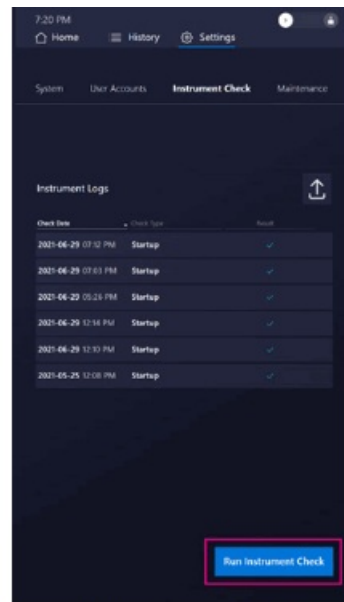 7:20 PM
Home History Settings
System User Accounts Instrument Check Maintenance
Instrument Logs
Check Date Check Type Result
2021-06-29 07:12 PM Startup
2021-06-29 07:03 PM Startup
2021-06-29 05:26 PM Startup
2021-06-29 12:14 PM Startup
2021-06-29 12:10 PM Startup
2021-05-25 12:08 PM Startup
Run Instrument Check